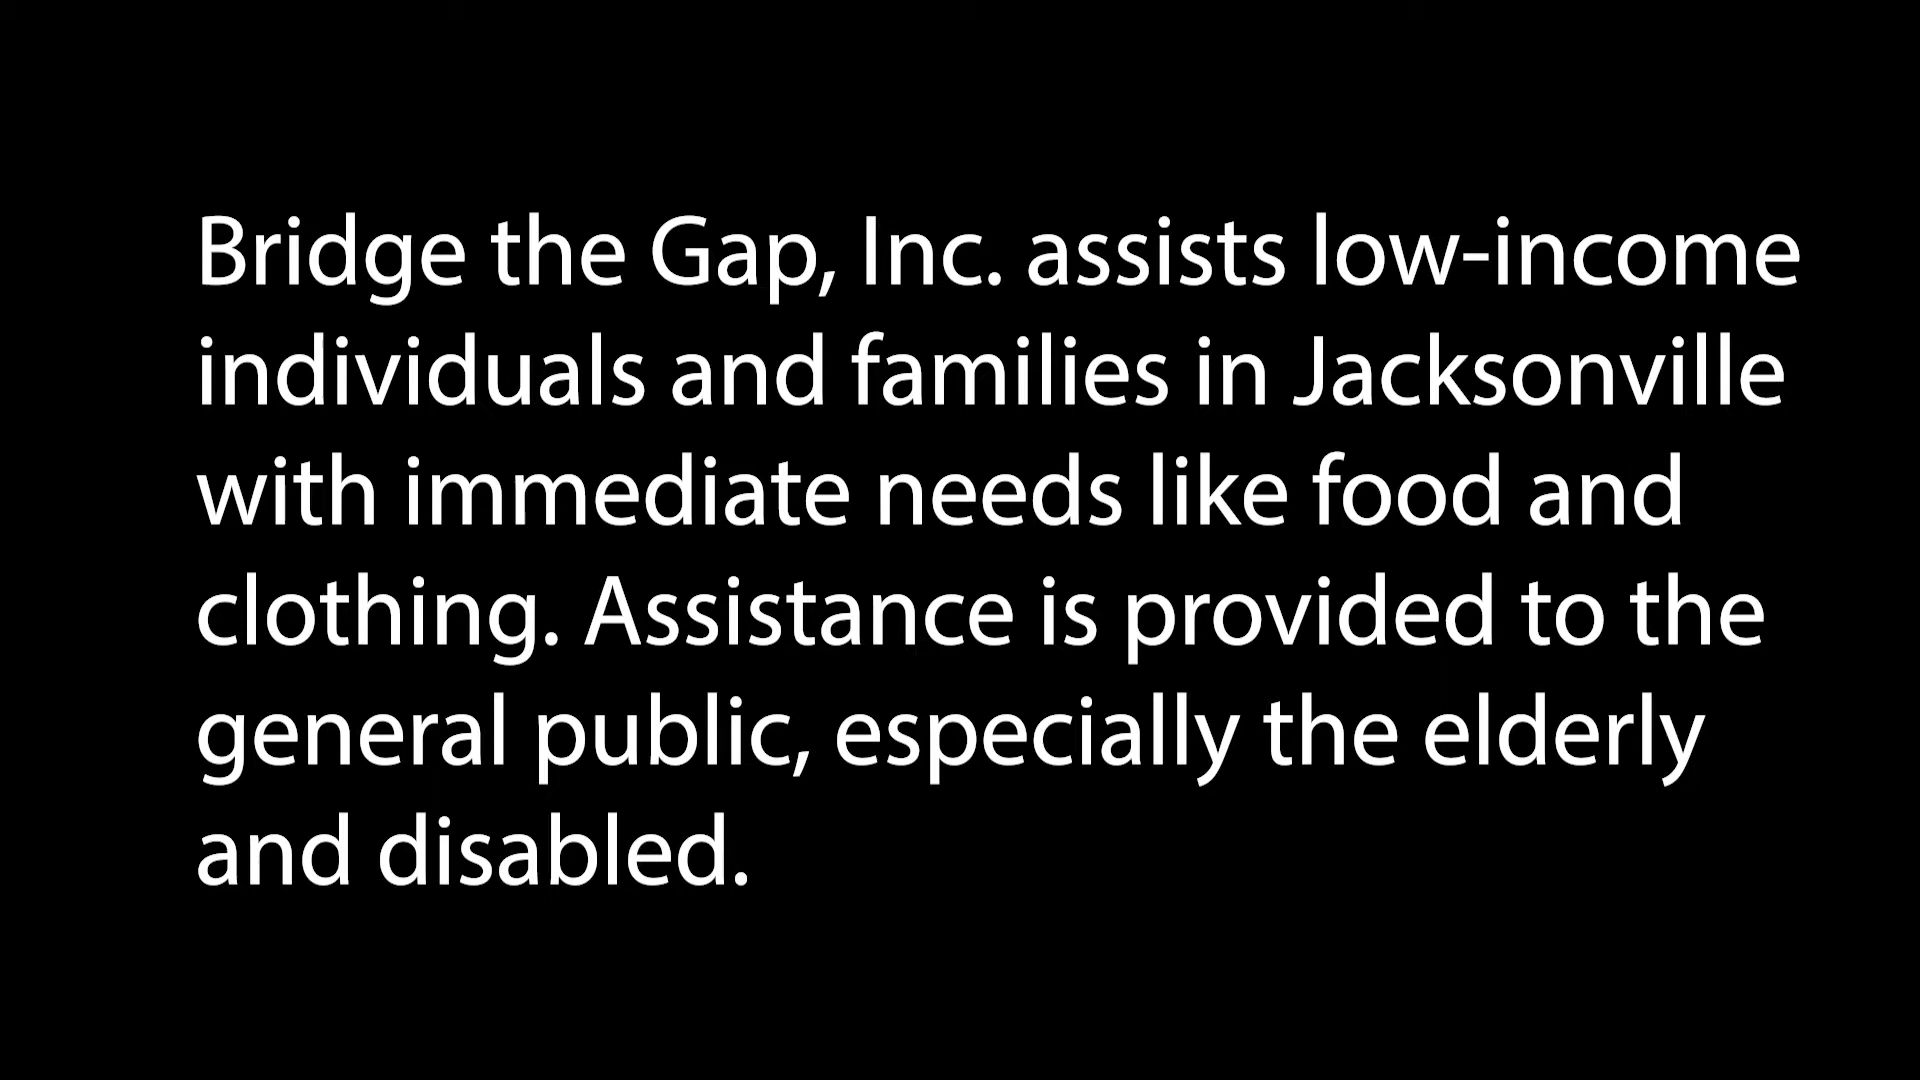 Bridge the Gap, Inc. assists low-income
individuals and families in Jacksonville
with immediate needs like food and
clothing. Assistance is provided to the
general public, especially the elderly
and disabled.